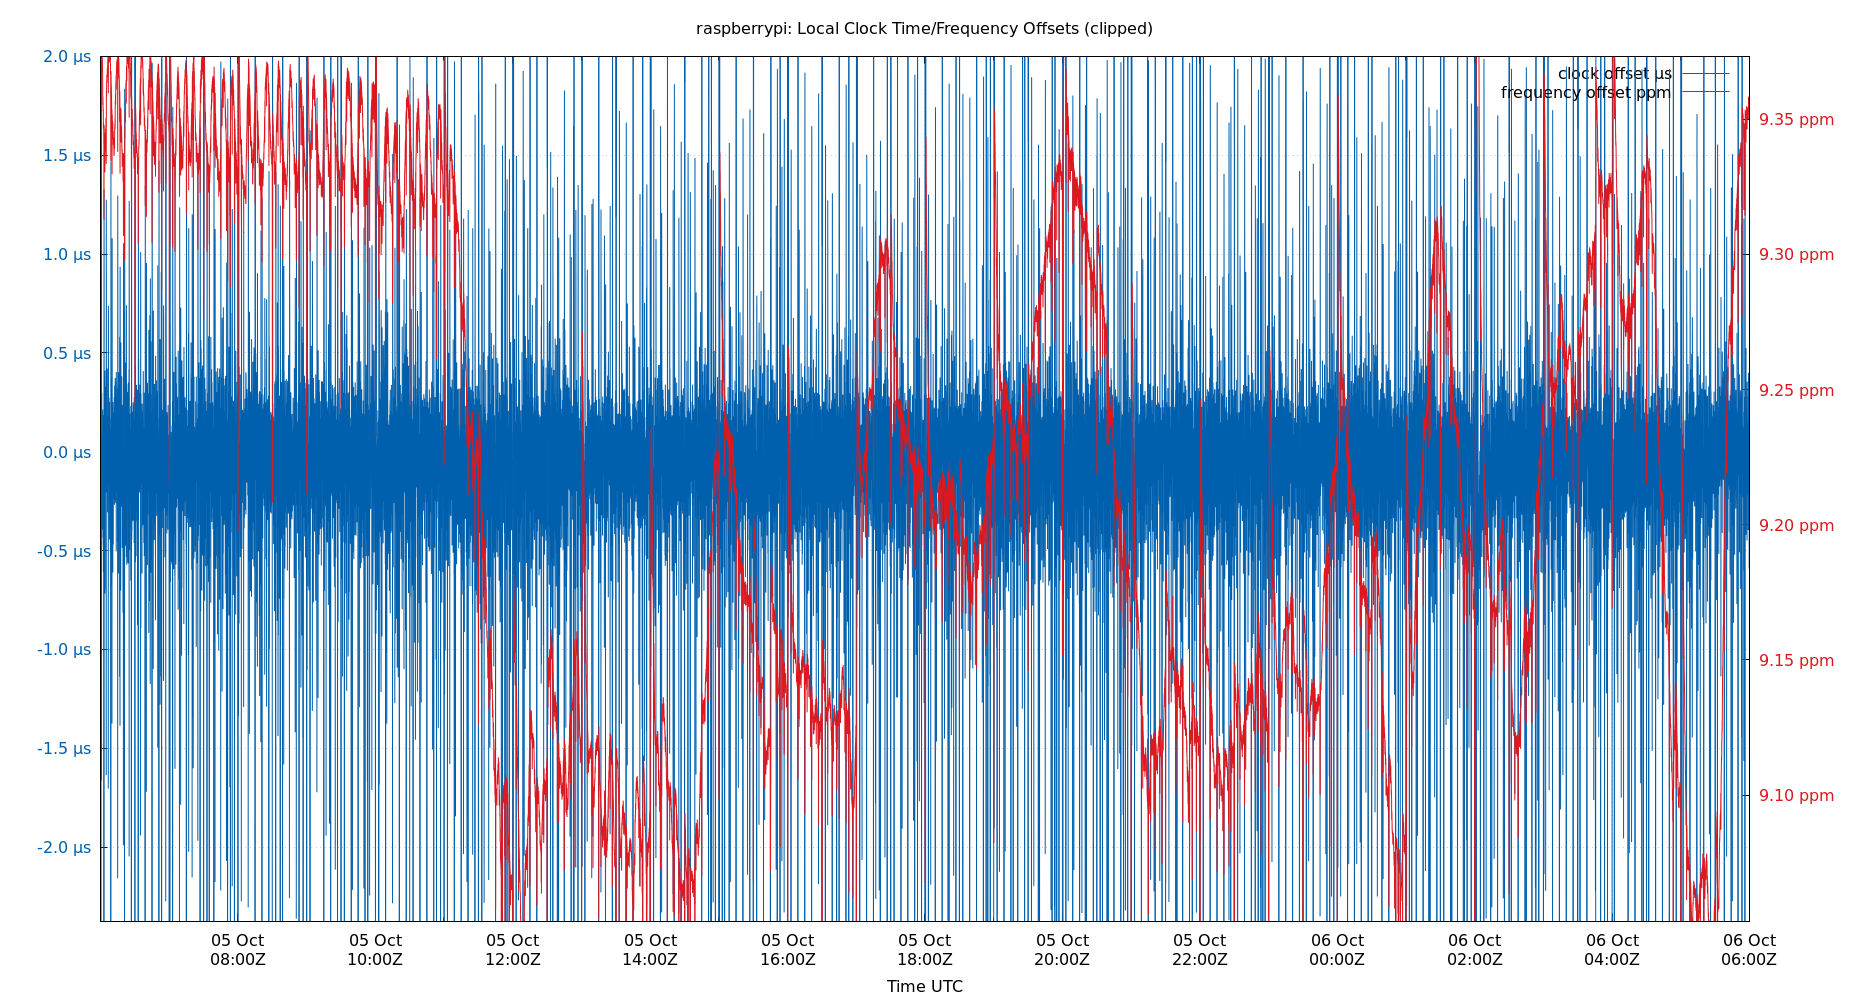 raspberrypi: Local Clock Time/Frequency Offsets (clipped)
2.0 µs
1.5 µs
1.0 µs
0.5 µs
0.0 µs
-0.5 µs
-1.0 µs
-1.5 µs
-2.0 µs
clock offset µs
frequency offset ppm
9.35 ppm
9.30 ppm
9.25 ppm
9.20 ppm
9.15 ppm
9.10 ppm
05 Oct 05 Oct 05 Oct 05 Oct 05 Oct 05 Oct 05 Oct 05 Oct 06 Oct 06 Oct 06 Oct 06 Oct
08:00Z 10:00Z 12:00Z 14:00Z 16:00Z 18:00Z 20:00Z 22:00Z 00:00Z 02:00Z 04:00Z 06:00Z
Time UTC